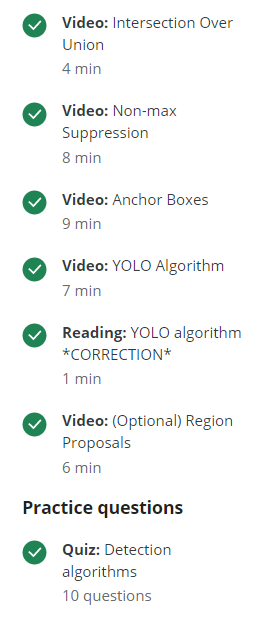 Video: Intersection Over
Union
4 min
Video: Non-max
Suppression
8 min
Video: Anchor Boxes
9 min
Video: YOLO Algorithm
7 min
Reading: YOLO algorithm
*CORRECTION*
1 min
Video: (Optional) Region
Proposals
6 min
Practice questions
Quiz: Detection
algorithms
10 questions